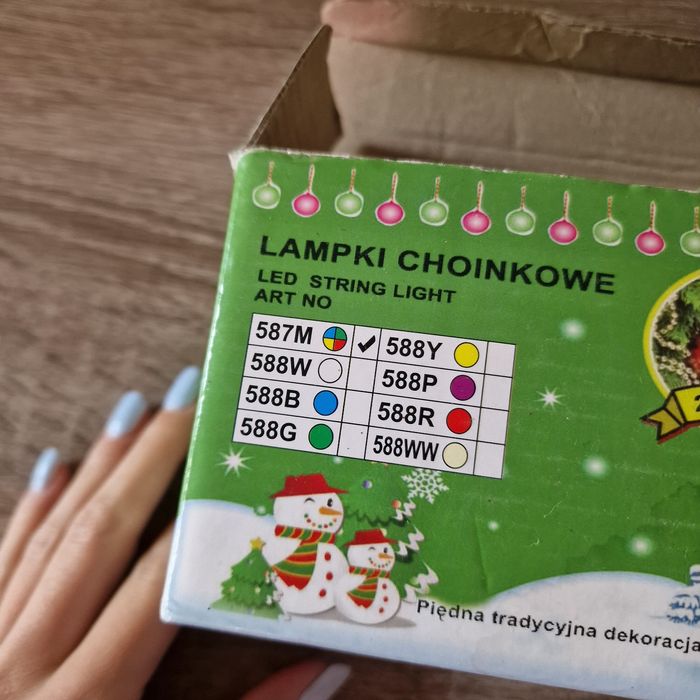 LAMPKI CHOINKOWE
LED STRING LIGHT
ART NO
587M 588Y
588W 588P
588B 588R
588G 588WW
Piędna tradycyjna dekoracja